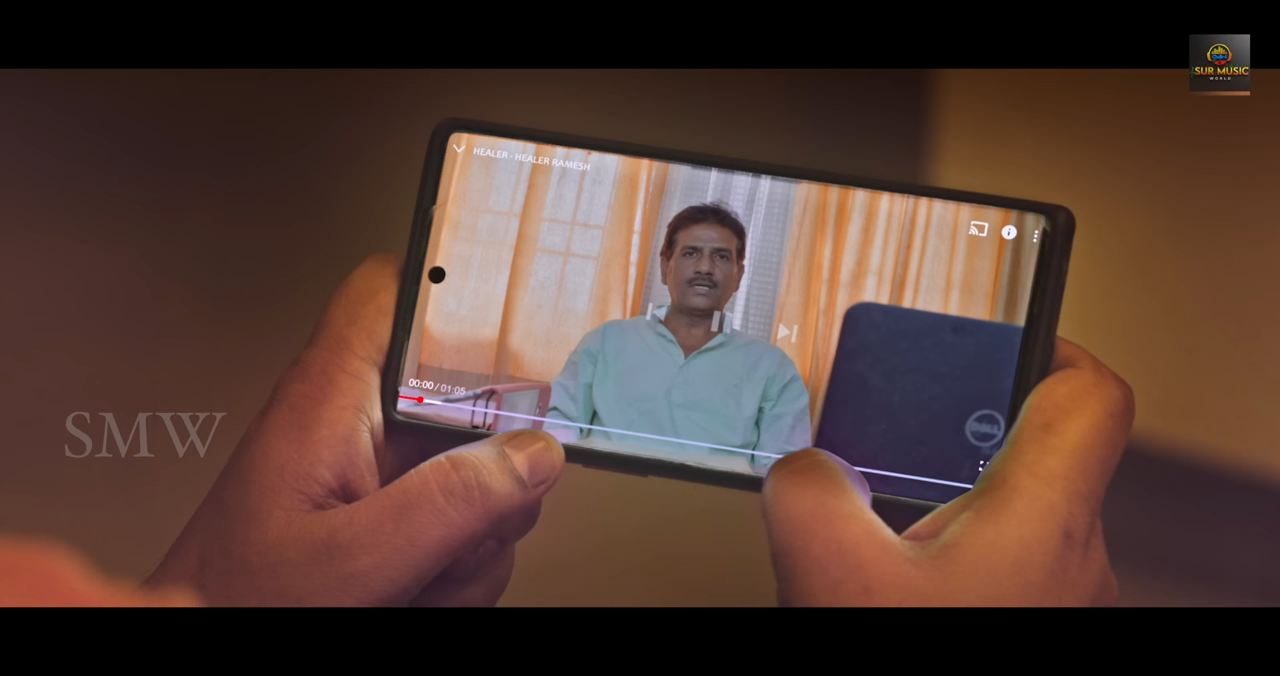 SUR MUSIC
WORLD
HEALER - HEALER RAMESH
00:00 / 01:05
SMW
DELL